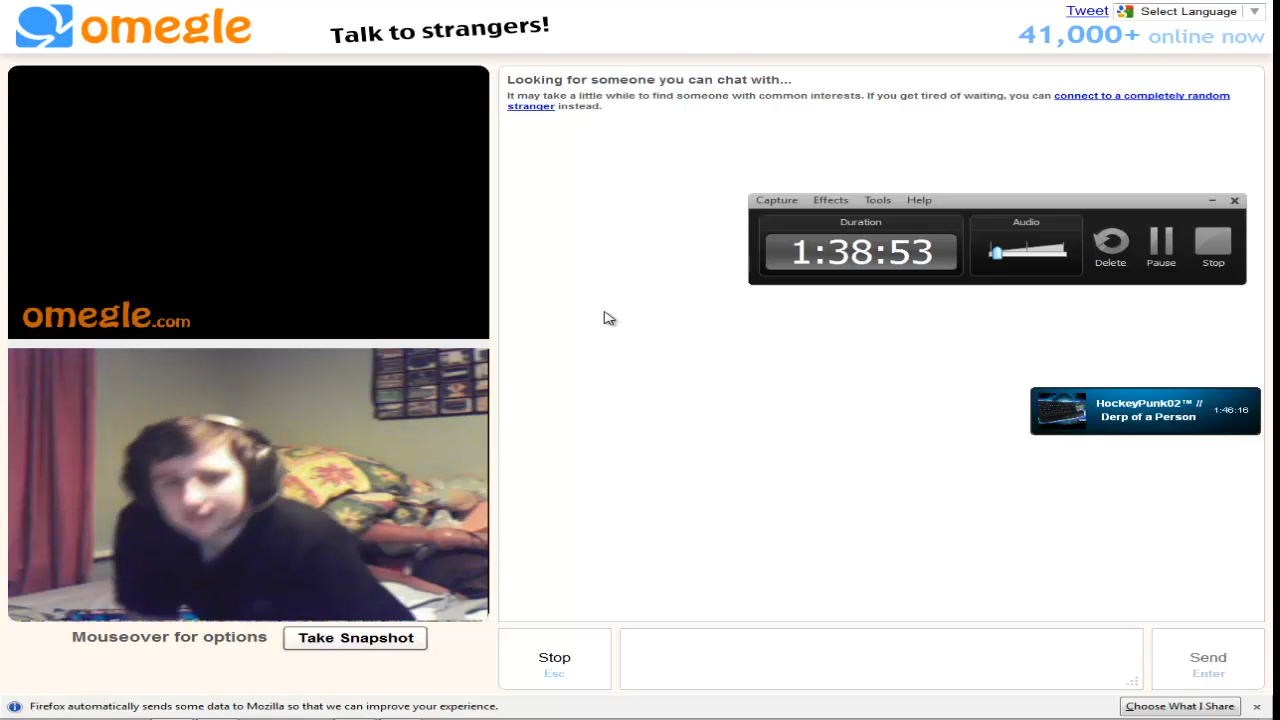 omegle
Talk to strangers!
Tweet
Select Language
41,000+ online now
Looking for someone you can chat with...
It may take a little while to find someone with common interests. If you get tired of waiting, you can connect to a completely random
stranger instead.
Capture Effects Tools Help
Duration
Audio
1:38:53
Delete
Pause
Stop
omegle.com
HockeyPunk02™ //
Derp of a Person
1:46:16
Mouseover for options
Take Snapshot
Stop
Esc
Send
Enter
Firefox automatically sends some data to Mozilla so that we can improve your experience.
Choose What I Share